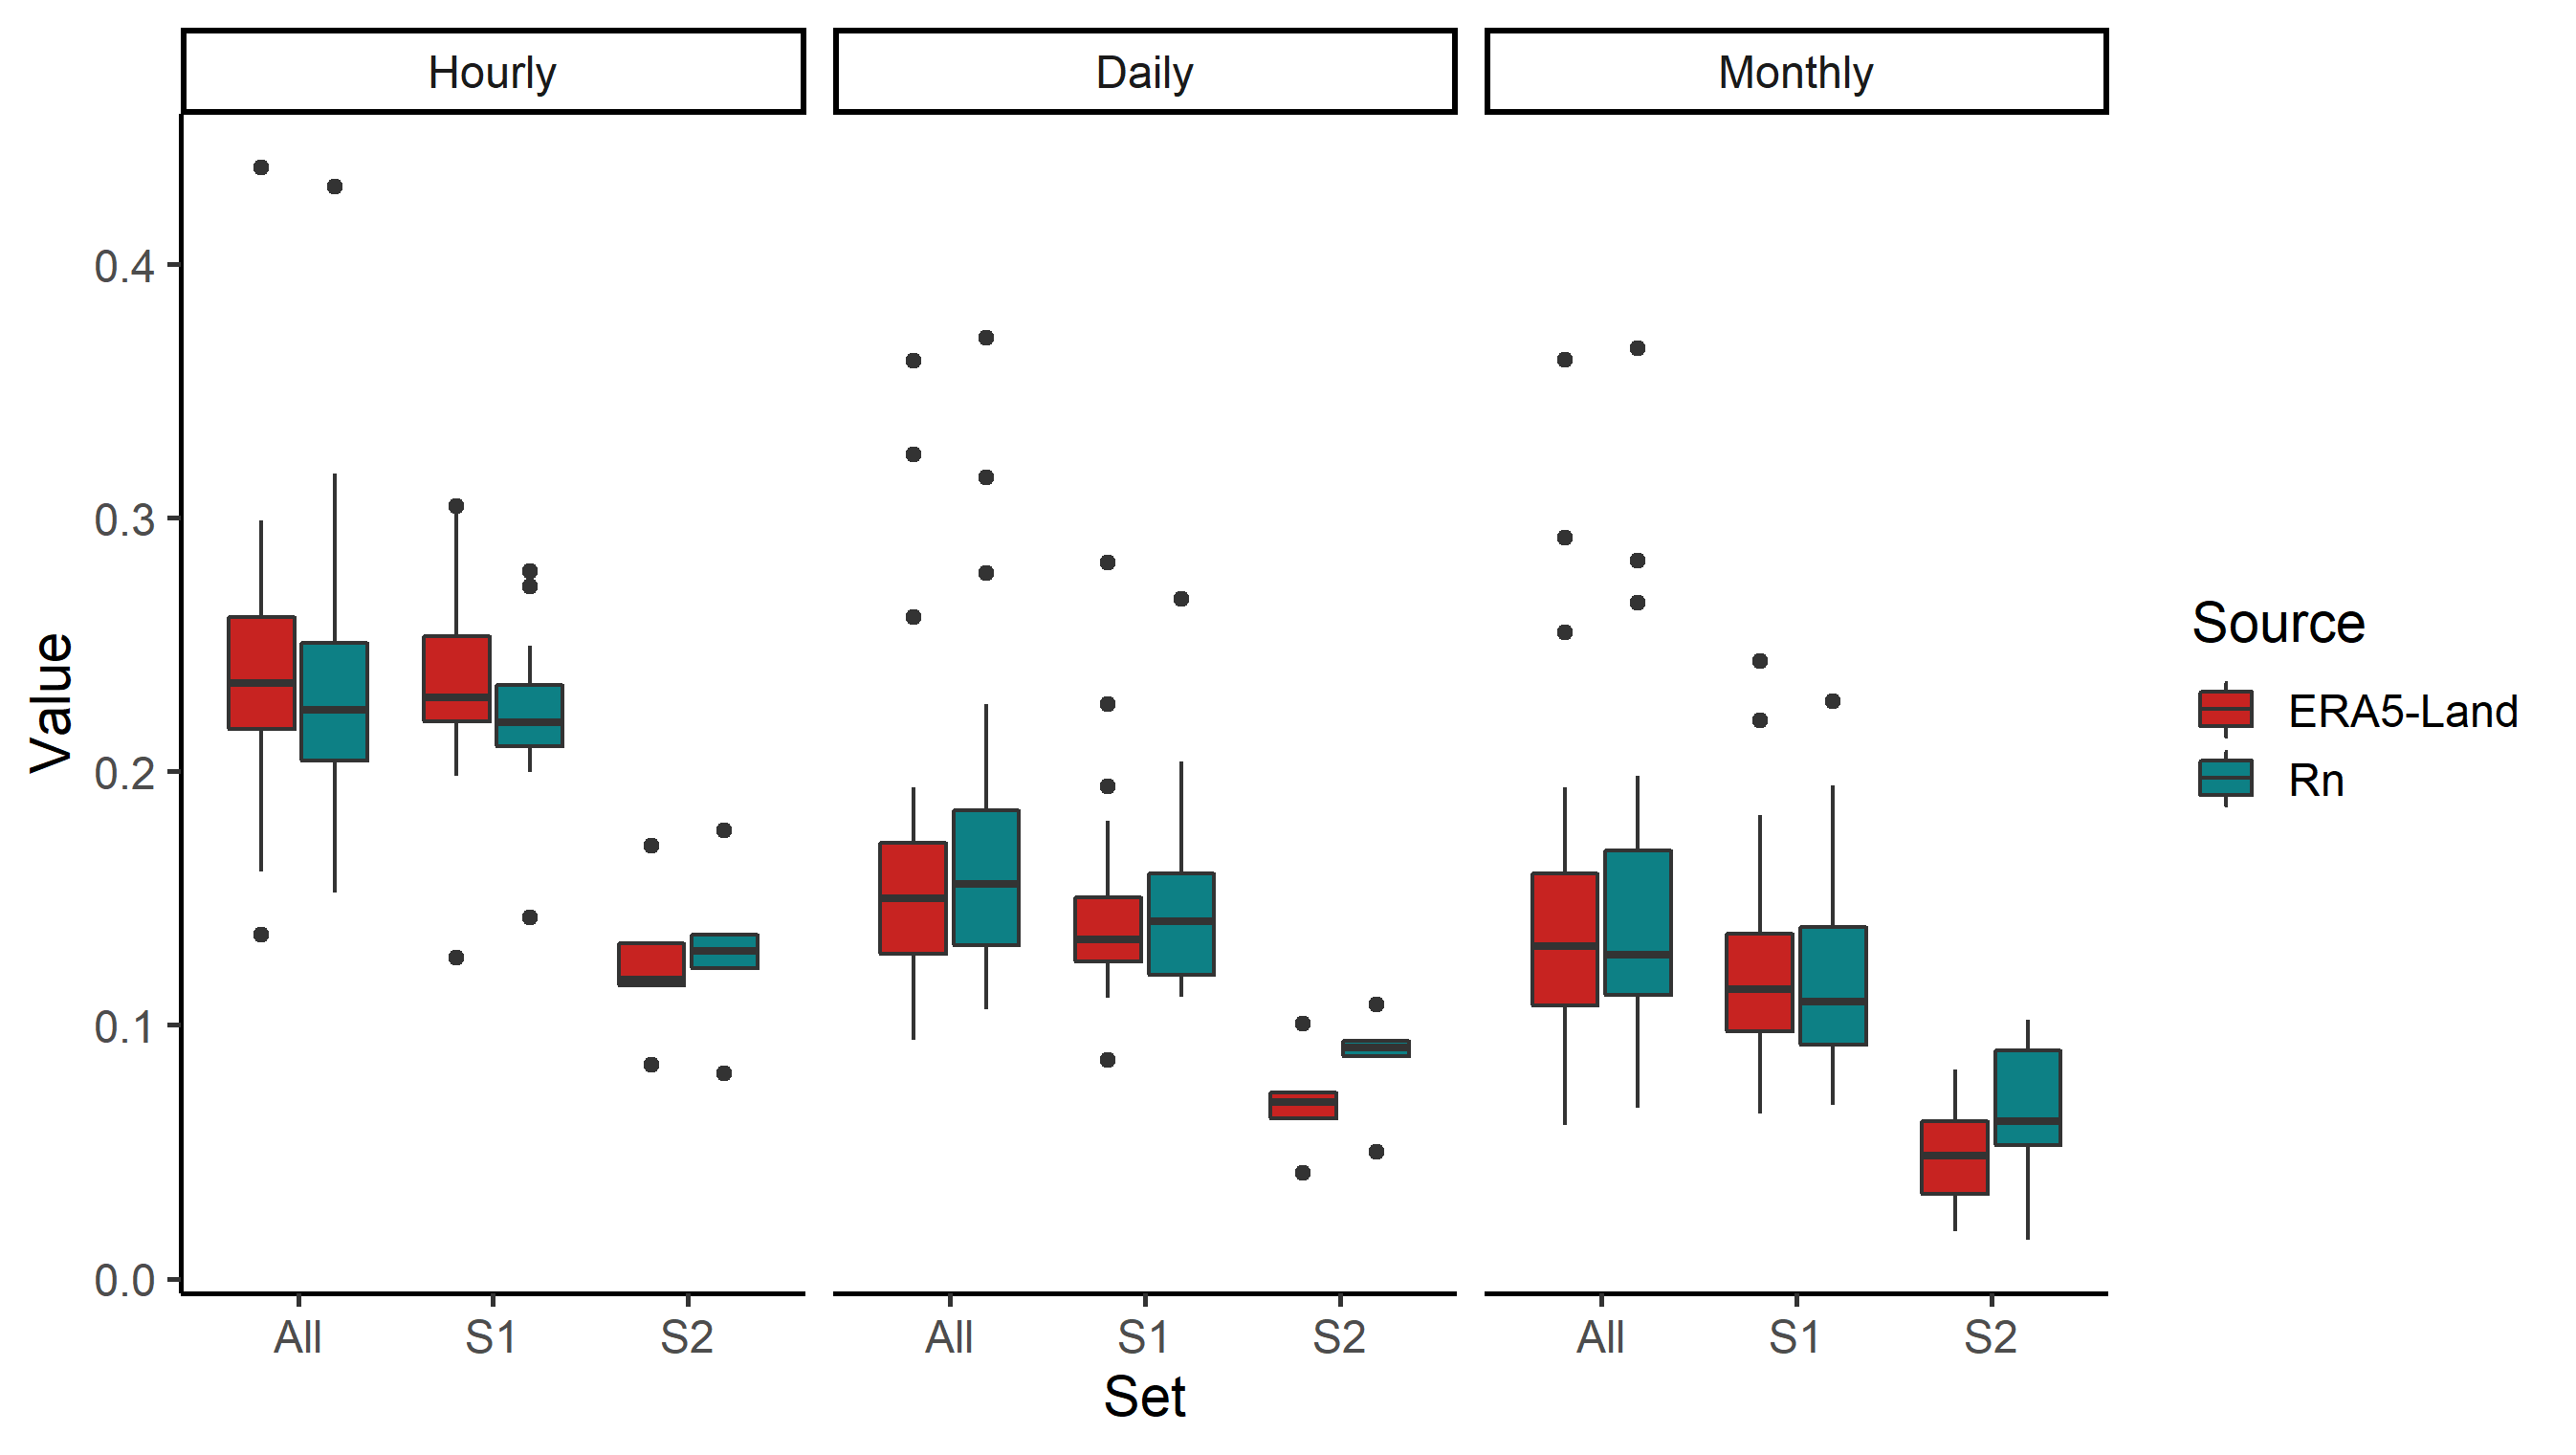 Hourly
Daily
Monthly
Value
0.4
0.3
0.2
0.1
0.0
All
S1
S2
All
S1
S2
All
S1
S2
Set
Source
ERA5-Land
Rn